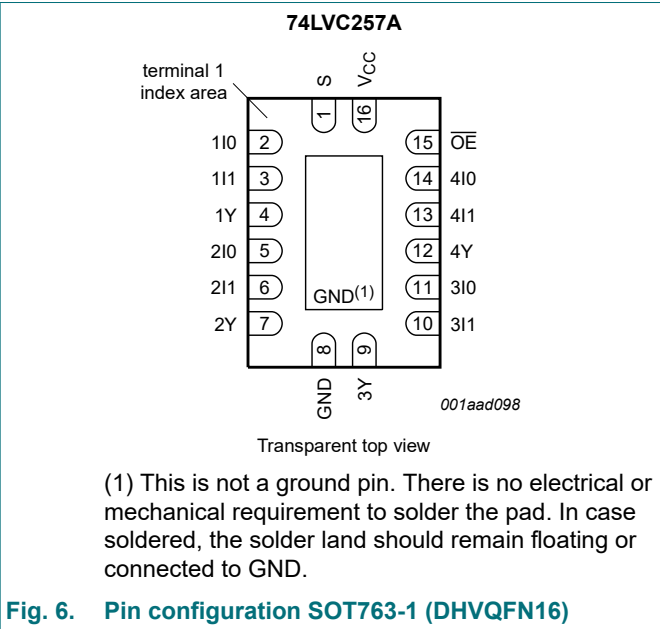 74LVC257A
terminal 1
index area
S
VCC
1
16
1I0 2
15 OE
1I1 3
14 4I0
1Y 4
13 4I1
2I0 5
12 4Y
2I1 6
11 3I0
GND(1)
2Y 7
10 3I1
8
9
GND
3Y
001aad098
Transparent top view
(1) This is not a ground pin. There is no electrical or
mechanical requirement to solder the pad. In case
soldered, the solder land should remain floating or
connected to GND.
Fig. 6. Pin configuration SOT763-1 (DHVQFN16)